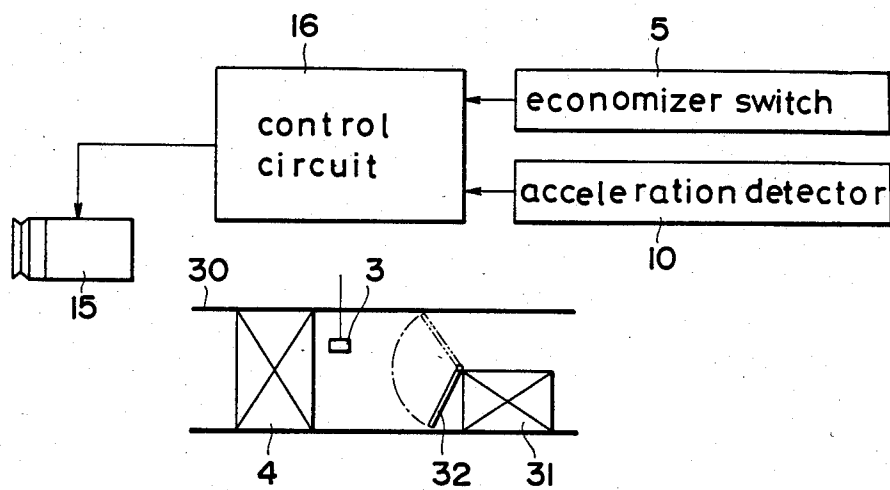 16
5
control
circuit
economizer switch
acceleration detector
10
15
30
3
4
32
31